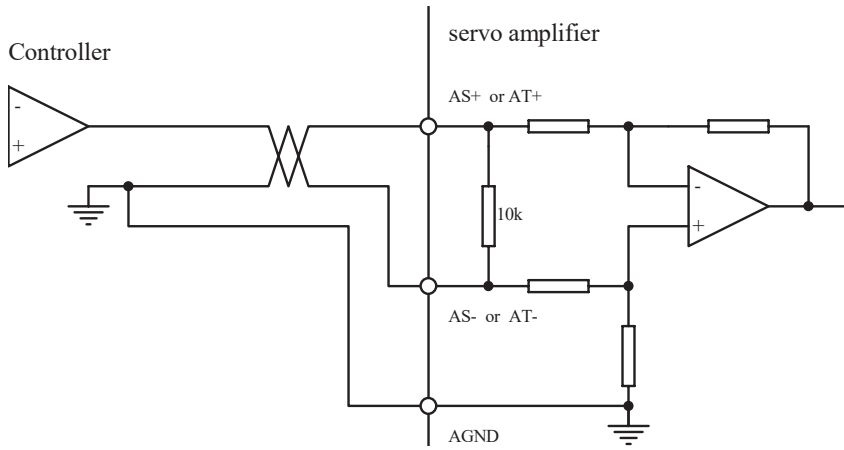 servo amplifier
Controller
AS+ or AT+
-
+
-
10k
+
AS- or AT-
AGND